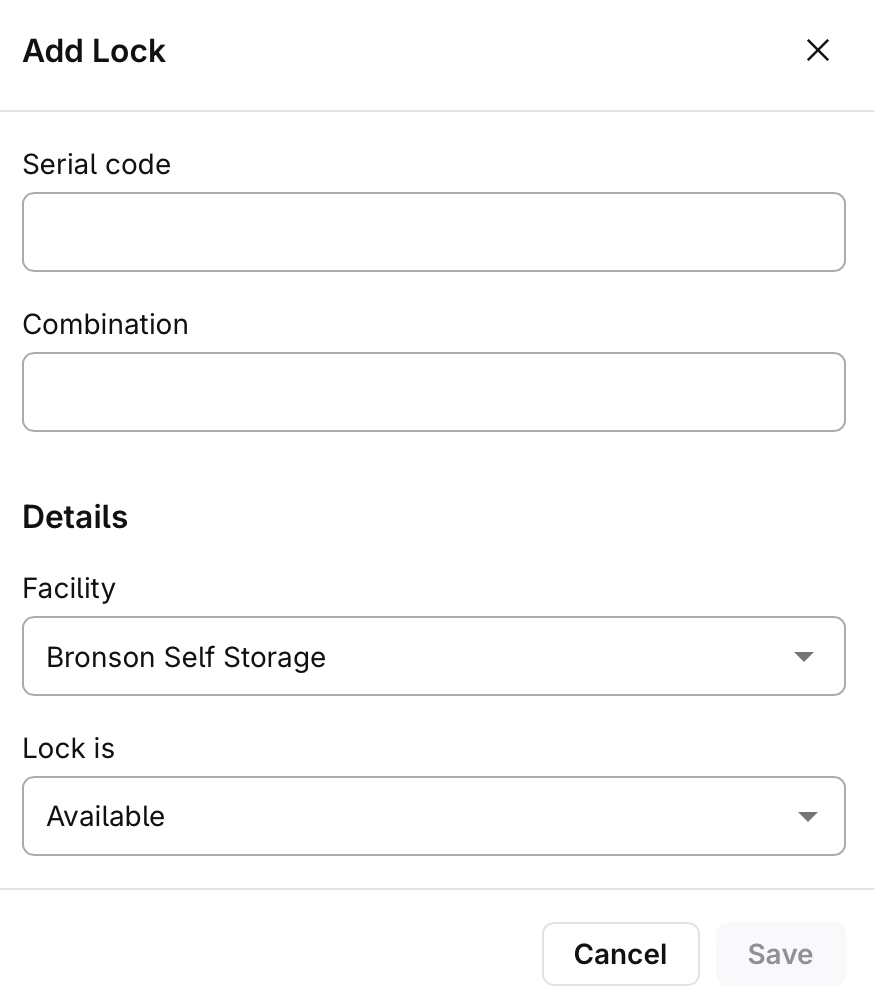 Add Lock
Serial code
Combination
Details
Facility
Bronson Self Storage
Lock is
Available
Cancel Save